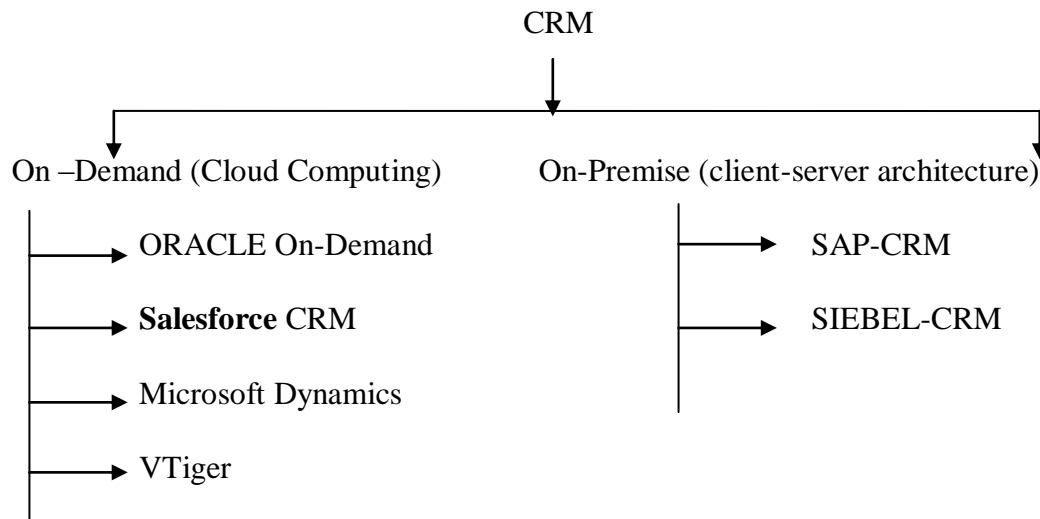 CRM
On –Demand (Cloud Computing)
On-Premise (client-server architecture)
ORACLE On-Demand
Salesforce CRM
Microsoft Dynamics
VTiger
SAP-CRM
SIEBEL-CRM